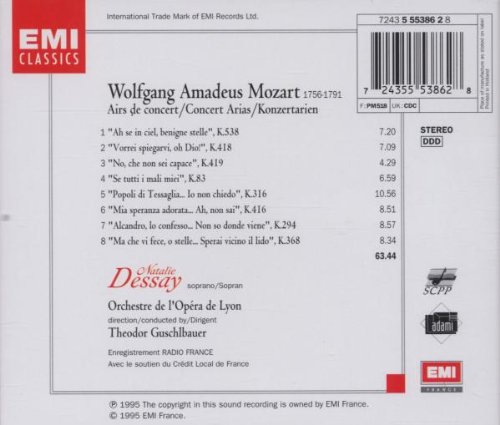 International Trade Mark of EMI Records Ltd.
7243 5 55386 2 8
EMI
CLASSICS
7 24355 53862 8
F: PM518 UK: CDC
Wolfgang Amadeus Mozart 1756-1791
Airs de concert/Concert Arias/Konzertarien
1 "Ah se in ciel, benigne stelle", K.538 7.20
2 "Vorrei spiegarvi, oh Dio!", K.418 7.09
3 "No, che non sei capace", K.419 4.29
4 "Se tutti i mali miei", K.83 6.59
5 "Popoli di Tessaglia... Io non chiedo", K.316 10.56
6 "Mia speranza adorata... Ah, non sai", K.416 8.51
7 "Alcandro, lo confesso... Non so donde viene", K.294 8.57
8 "Ma che vi fece, o stelle... Sperai vicino il lido", K.368 8.34
63.44
STEREO
DDD
Natalie
Dessay soprano/Sopran
Orchestre de l'Opéra de Lyon
direction/conducted by/Dirigent
Theodor Guschlbauer
Enregistrement RADIO FRANCE
Avec le soutien du Crédit Local de France
SCPP
adami
EMI
FRANCE
℗ 1995 The copyright in this sound recording is owned by EMI France.
© 1995 EMI France.